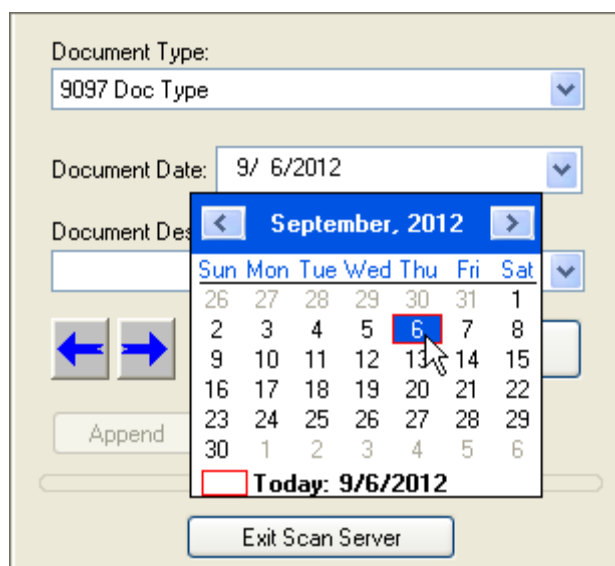 Document Type:
9097 Doc Type
Document Date: 9/ 6/2012
Document Des
September, 2012
Sun Mon Tue Wed Thu Fri Sat
26 27 28 29 30 31 1
2 3 4 5 6 7 8
9 10 11 12 13 14 15
16 17 18 19 20 21 22
23 24 25 26 27 28 29
30 1 2 3 4 5 6
Append
Today: 9/6/2012
Exit Scan Server